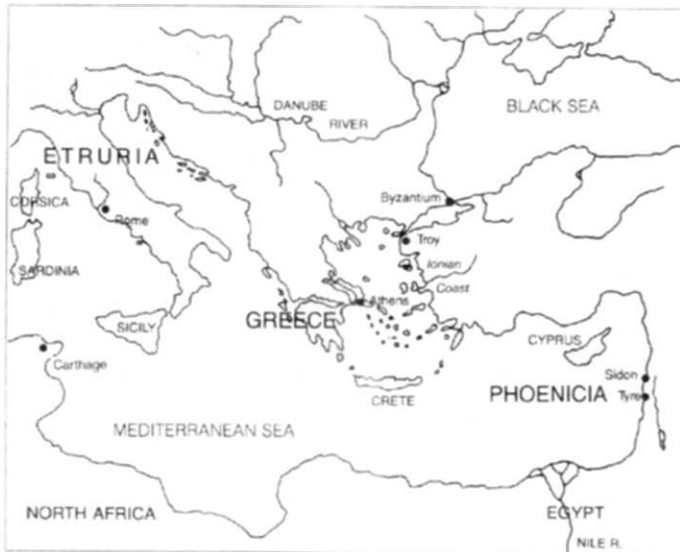 BLACK SEA
DANUBE
RIVER
ETRURIA
CORSICA
Rome
Byzantium
Troy
Ionian
Coast
SARDINIA
Athens
SICILY
GREECE
CYPRUS
Carthage
Sidon
PHOENICIA
Tyre
CRETE
MEDITERRANEAN SEA
NORTH AFRICA
EGYPT
NILE R.